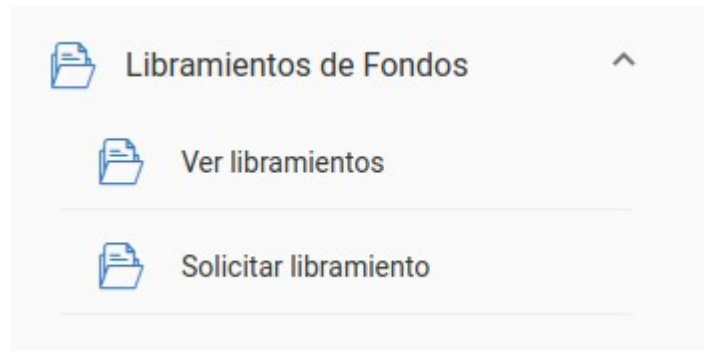 Libramientos de Fondos
Ver libramientos
Solicitar libramiento